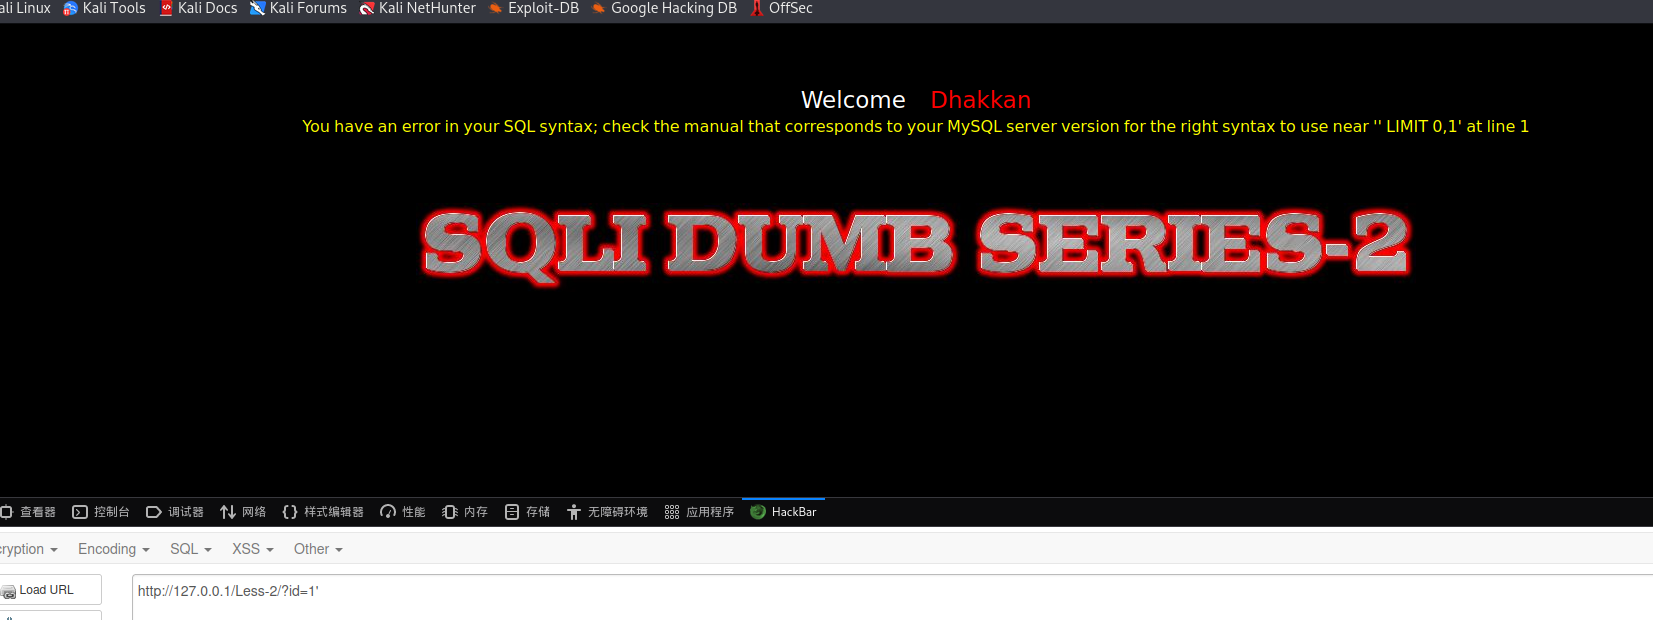 ali Linux Kali Tools Kali Docs Kali Forums Kali NetHunter Exploit-DB Google Hacking DB OffSec
Welcome Dhakkan
You have an error in your SQL syntax; check the manual that corresponds to your MySQL server version for the right syntax to use near '' LIMIT 0,1' at line 1
SQLI DUMB SERIES-2
查看器 控制台 调试器 网络 样式编辑器 性能 内存 存储 无障碍环境 应用程序 HackBar
cryption Encoding SQL XSS Other
Load URL http://127.0.0.1/Less-2/?id=1'